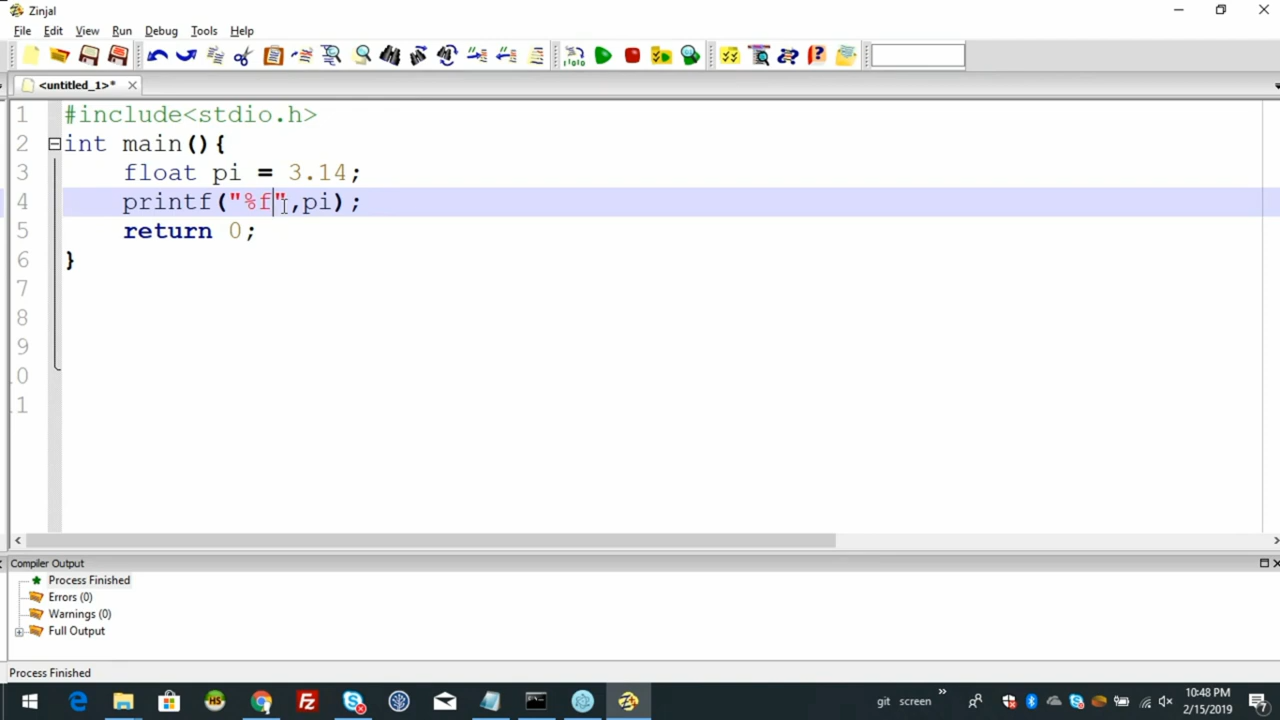 Zinjal
File Edit View Run Debug Tools Help
<untitled_1>*
1 #include<stdio.h>
2 int main(){
3 float pi = 3.14;
4 printf("%f",pi);
5 return 0;
6 }
7
8
9
10
11
Compiler Output
Process Finished
Errors (0)
Warnings (0)
Full Output
Process Finished
git screen
10:48 PM
2/15/2019